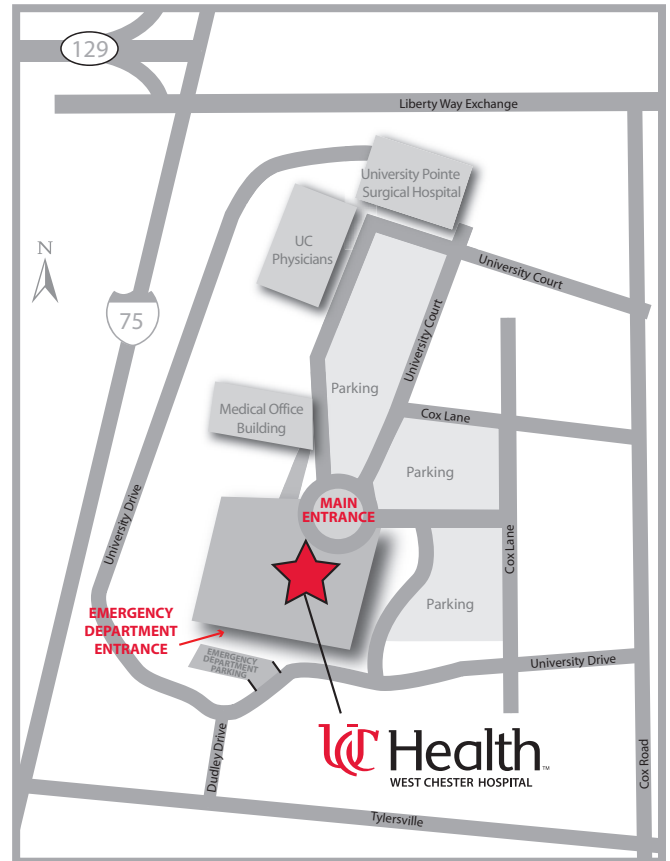 129
Liberty Way Exchange
University Pointe
Surgical Hospital
UC
Physicians
N
University Court
75
University Court
Parking
Medical Office
Building
Cox Lane
Parking
MAIN
ENTRANCE
University Drive
Cox Lane
Parking
EMERGENCY
DEPARTMENT
ENTRANCE
EMERGENCY
DEPARTMENT
PARKING
University Drive
Dudley Drive
UC Health™
WEST CHESTER HOSPITAL
Cox Road
Tylersville